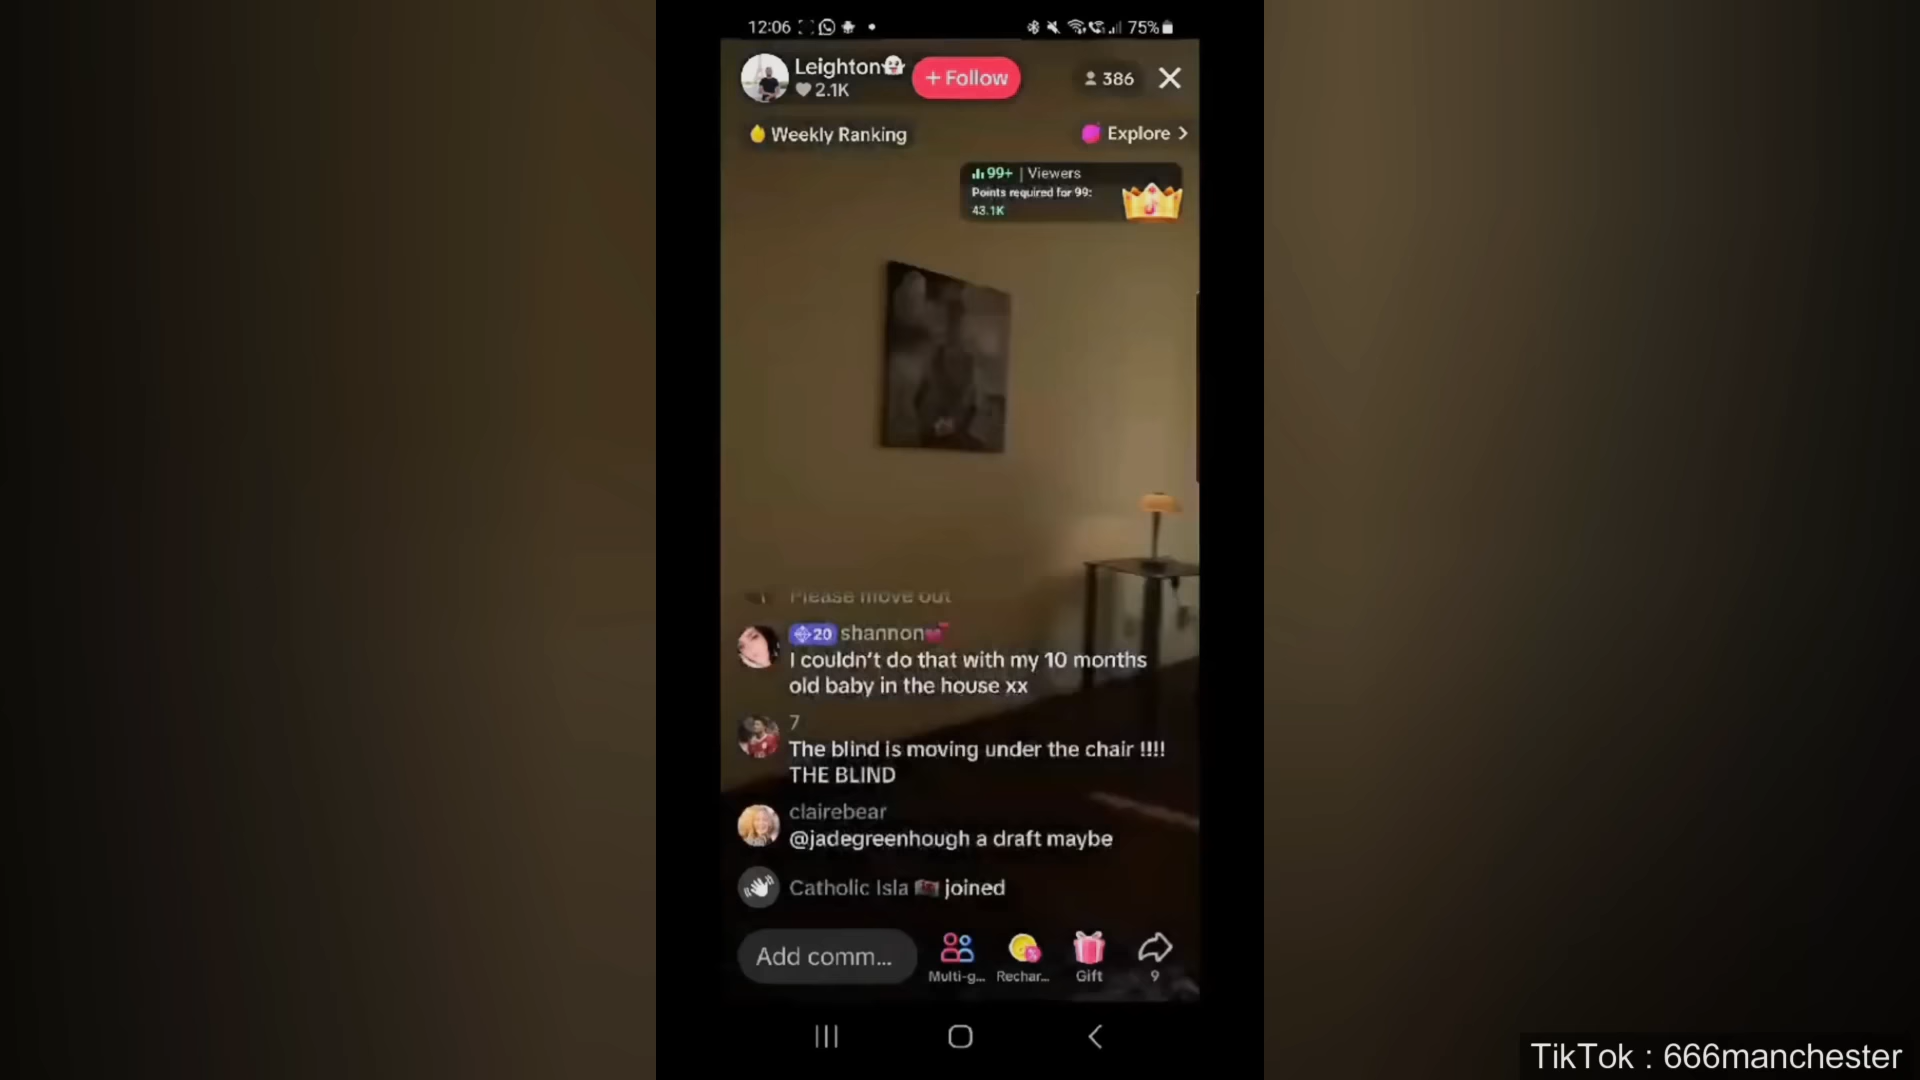 12:06
75%
Leighton👻
+ Follow
386
2.1K
Weekly Ranking
Explore >
99+ | Viewers
Points required for 99:
43.1K
Please move out
20 shannon💕
I couldn't do that with my 10 months
old baby in the house xx
7
The blind is moving under the chair !!!!
THE BLIND
clairebear
@jadegreenhough a draft maybe
Catholic Isla 🏴󠁧󠁢󠁷󠁬󠁳󠁿 joined
Add comm...
Multi-g...
Rechar...
Gift
9
TikTok : 666manchester